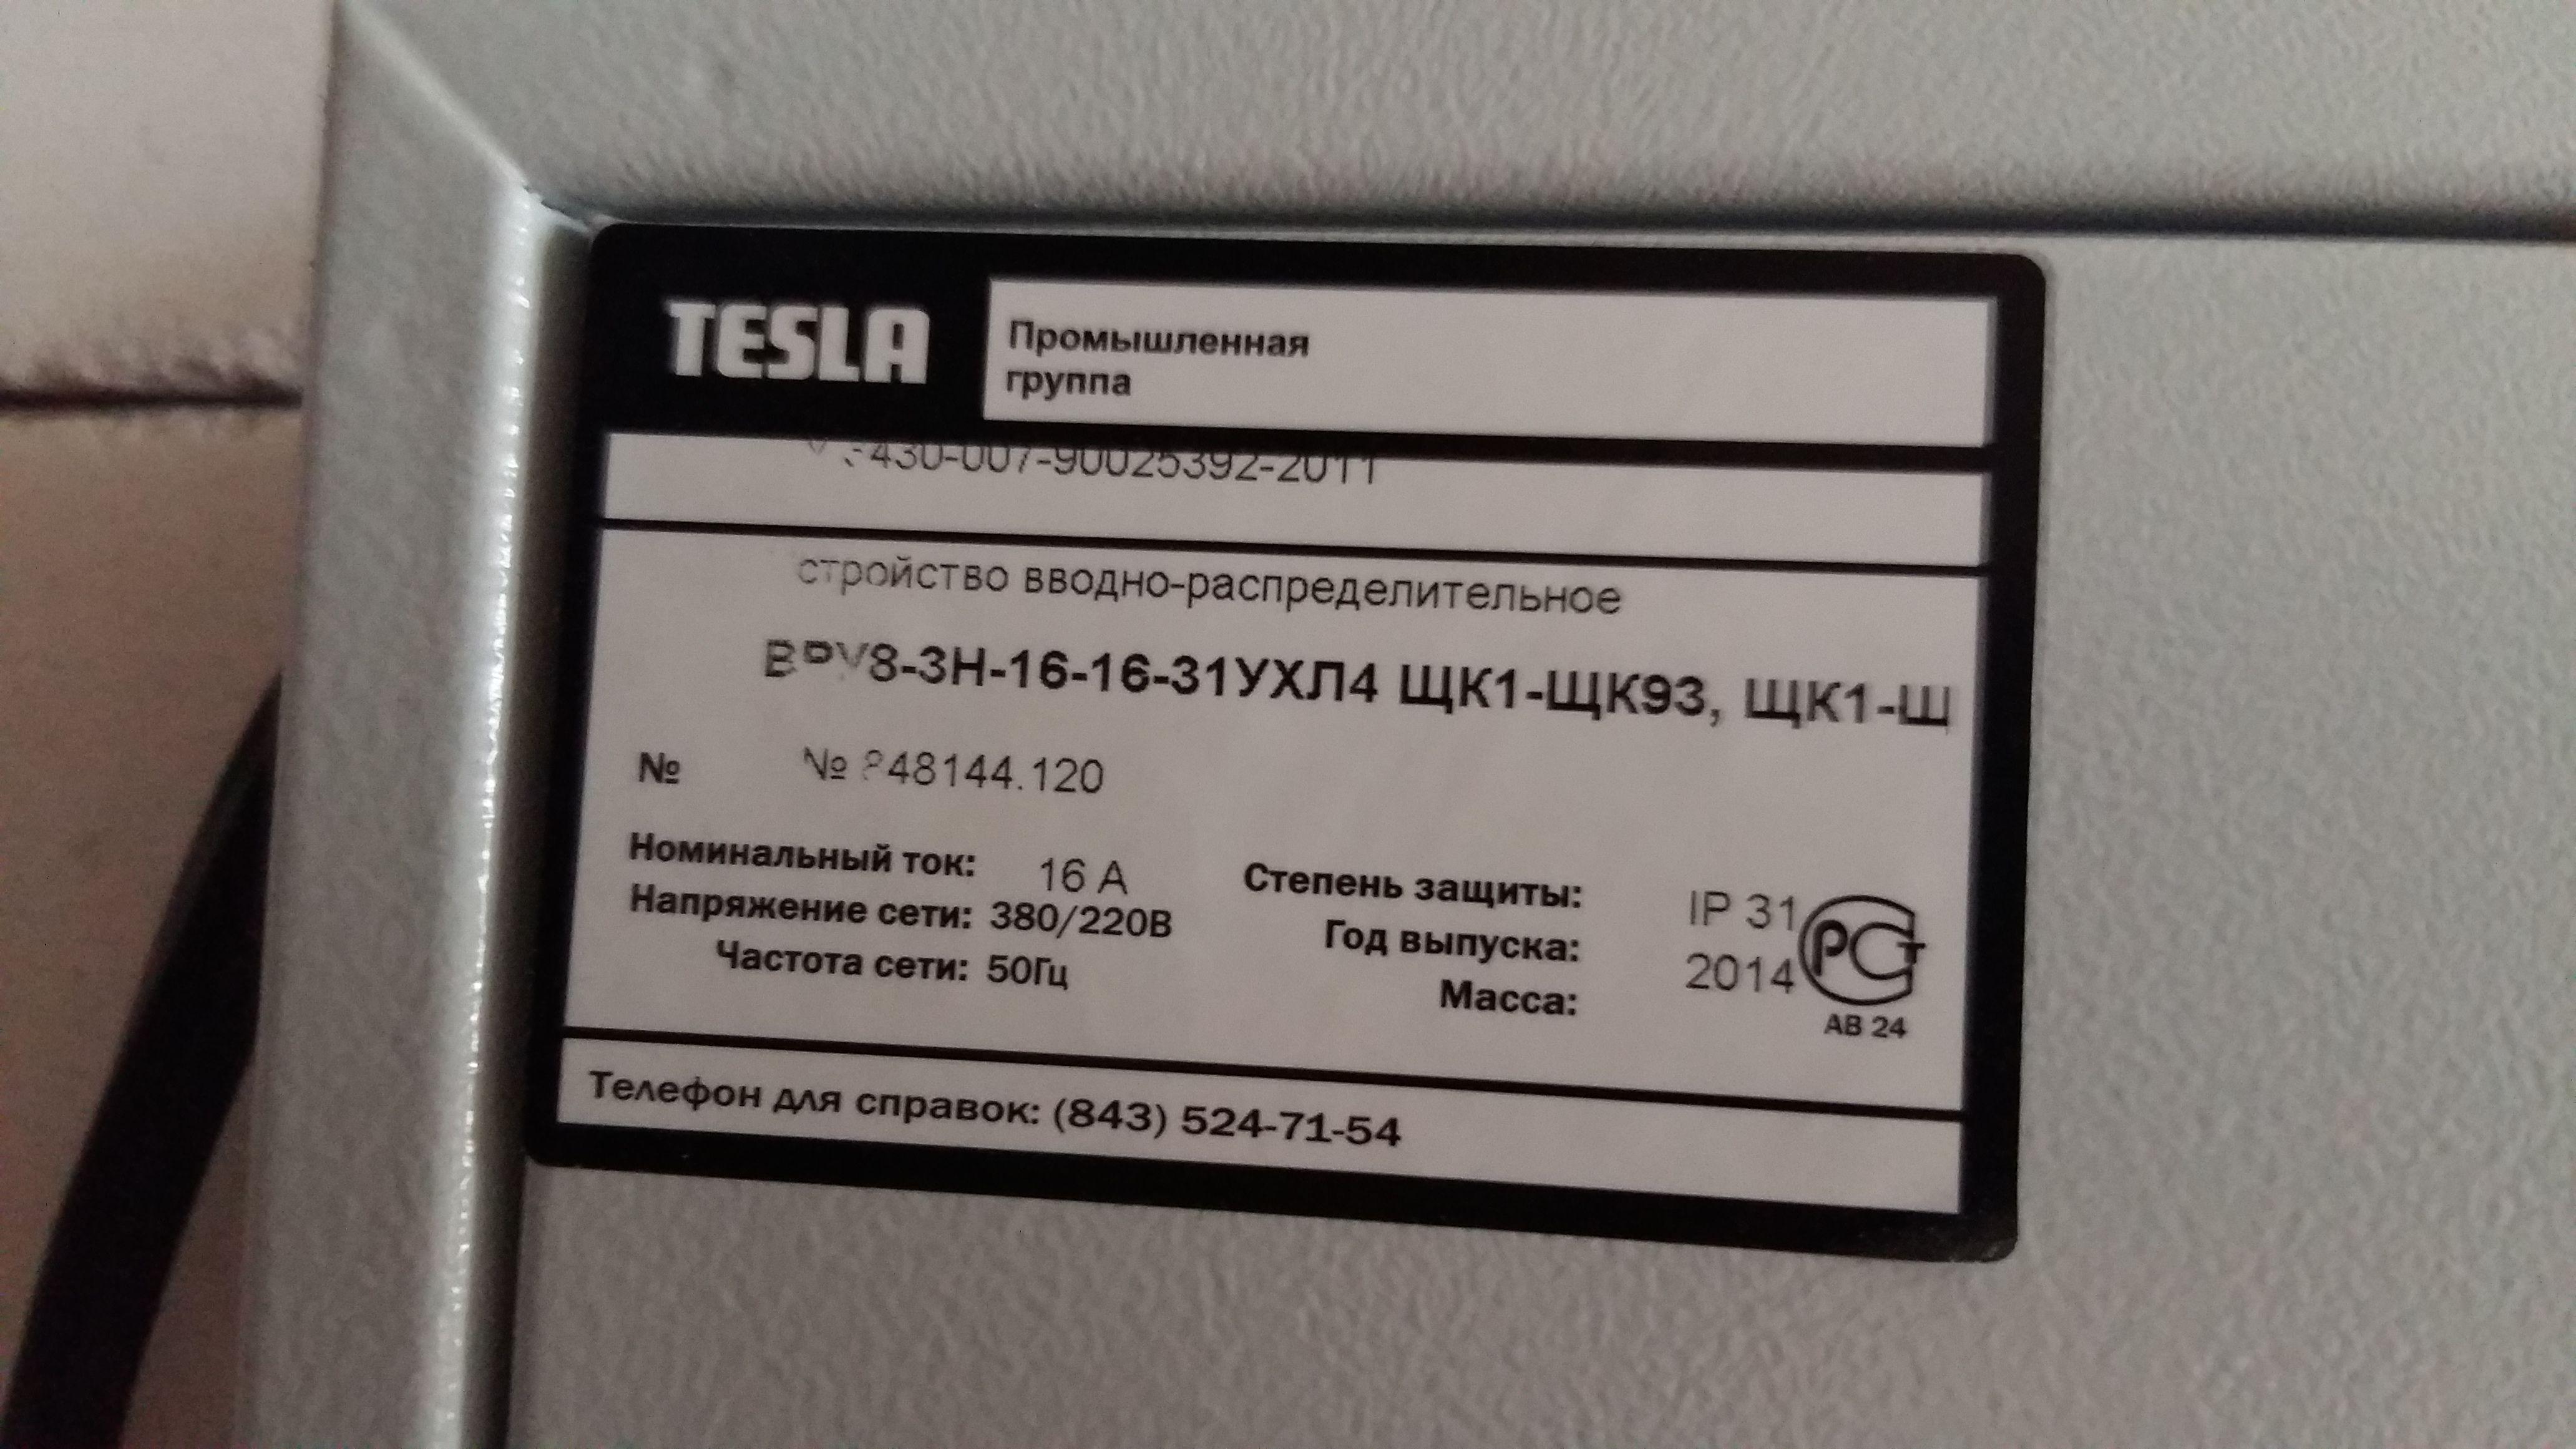 TESLA
Промышленная
группа
430-007-90025392-2011
стройство вводно-распределительное
ВРУ8-3Н-16-16-31УХЛ4 ЩК1-ЩК93, ЩК1-Щ
№ № 848144.120
Номинальный ток: 16 А
Напряжение сети: 380/220В
Частота сети: 50Гц
Степень защиты: IP 31
Год выпуска: 2014
Масса:
РСТ
АВ 24
Телефон для справок: (843) 524-71-54